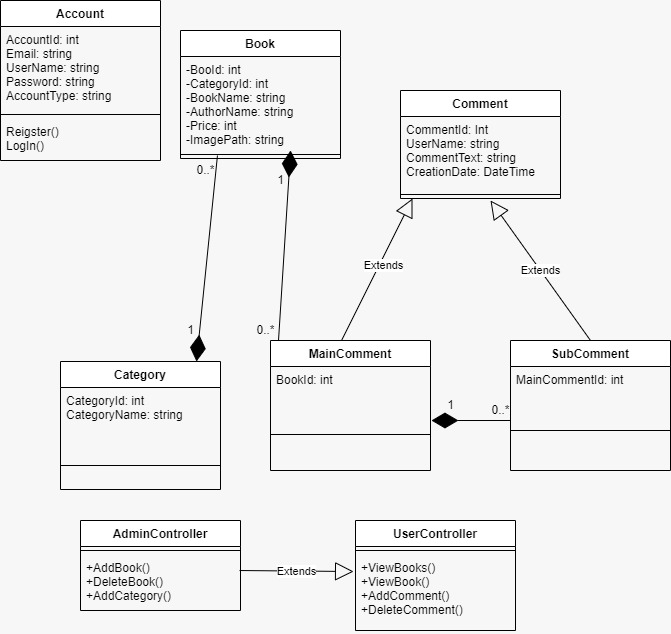 Account
AccountId: int
Email: string
UserName: string
Password: string
AccountType: string
Reigster()
LogIn()
Book
-BooId: int
-CategoryId: int
-BookName: string
-AuthorName: string
-Price: int
-ImagePath: string
0..*
1
Comment
CommentId: Int
UserName: string
CommentText: string
CreationDate: DateTime
Extends
Extends
1
0..*
Category
CategoryId: int
CategoryName: string
MainComment
BookId: int
1
0..*
SubComment
MainCommentId: int
AdminController
+AddBook()
+DeleteBook()
+AddCategory()
Extends
UserController
+ViewBooks()
+ViewBook()
+AddComment()
+DeleteComment()